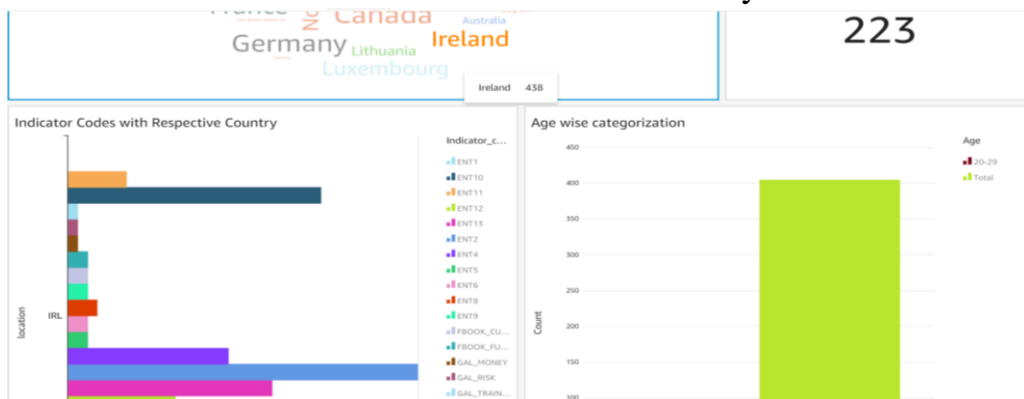 France
Canada
Australia
223
Germany
Lithuania
Ireland
Luxembourg
Ireland 438
Indicator Codes with Respective Country
Indicator_c...
ENT1
ENT10
ENT11
ENT12
ENT13
ENT2
ENT4
ENT5
ENT6
ENT8
ENT9
FBOOK_CU...
FBOOK_FU...
GAL_MONEY
GAL_RISK
GAL_TRAIN...
location
IRL
Age wise categorization
Age
20-29
Total
450
400
350
300
250
200
150
100
Count